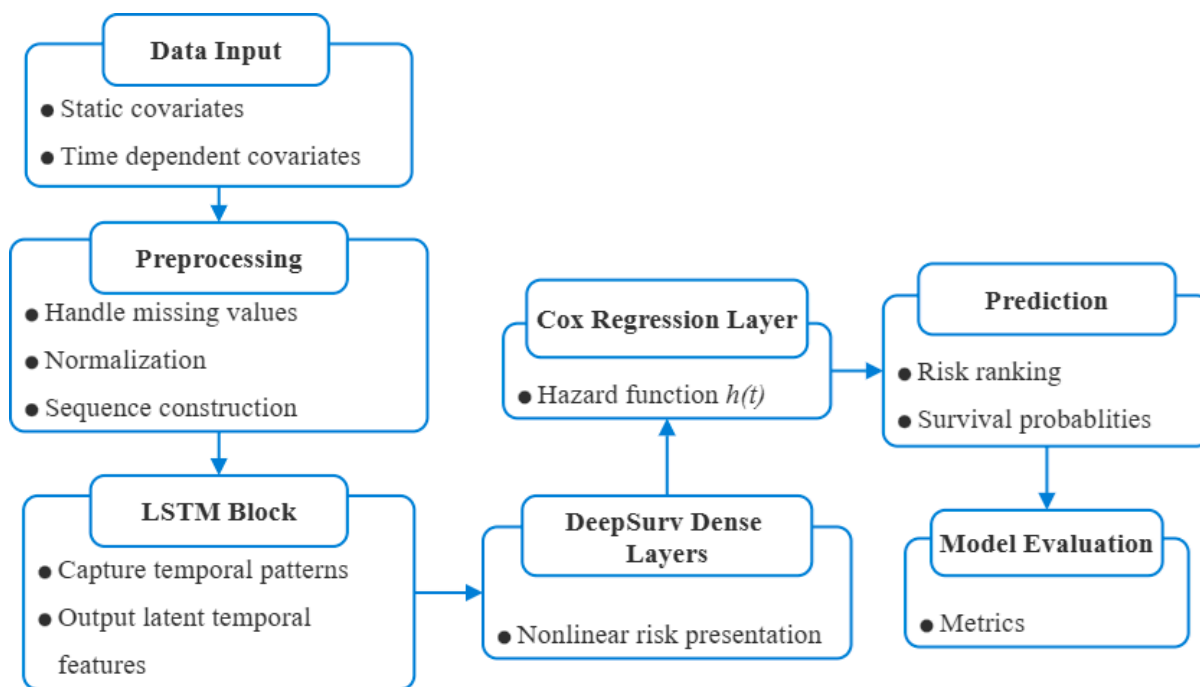 Data Input
● Static covariates
● Time dependent covariates
Preprocessing
● Handle missing values
● Normalization
● Sequence construction
LSTM Block
● Capture temporal patterns
● Output latent temporal
features
DeepSurv Dense
Layers
● Nonlinear risk presentation
Cox Regression Layer
● Hazard function h(t)
Prediction
● Risk ranking
● Survival probablities
Model Evaluation
● Metrics